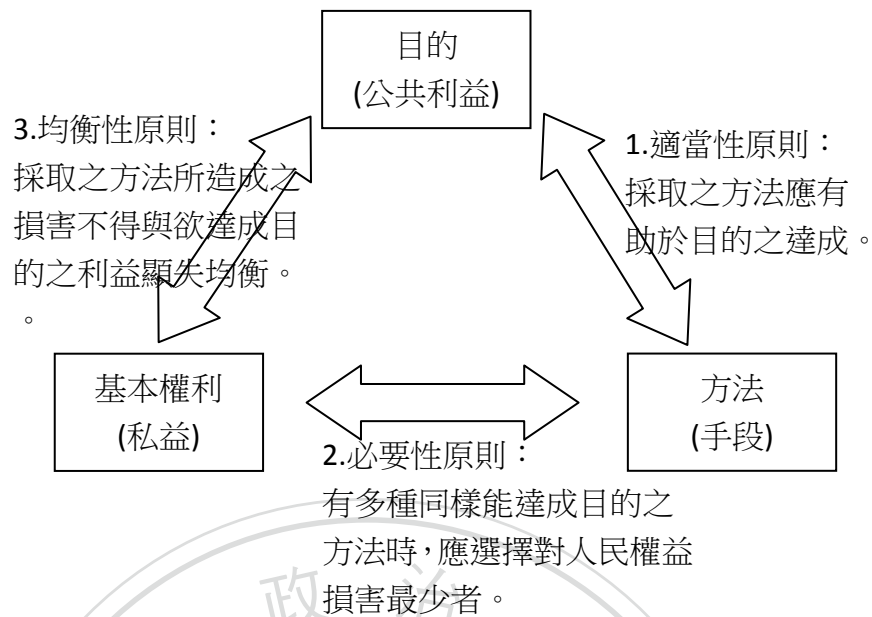 目的
(公共利益)
3.均衡性原則：
採取之方法所造成之
損害不得與欲達成目
的之利益顯失均衡。
。
1.適當性原則：
採取之方法應有
助於目的之達成。
基本權利
(私益)
方法
(手段)
2.必要性原則：
有多種同樣能達成目的之
方法時，應選擇對人民權益
損害最少者。
政治